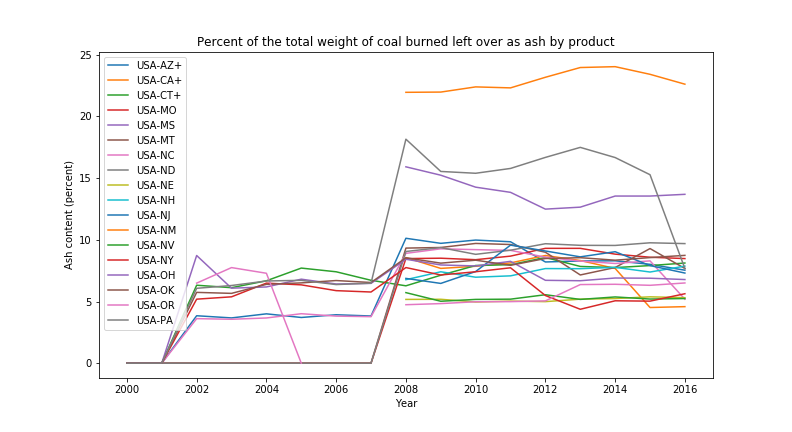 Percent of the total weight of coal burned left over as ash by product
Ash content (percent)
25
20
15
10
5
0
USA-AZ+
USA-CA+
USA-CT+
USA-MO
USA-MS
USA-MT
USA-NC
USA-ND
USA-NE
USA-NH
USA-NJ
USA-NM
USA-NV
USA-NY
USA-OH
USA-OK
USA-OR
USA-PA
2000 2002 2004 2006 2008 2010 2012 2014 2016
Year